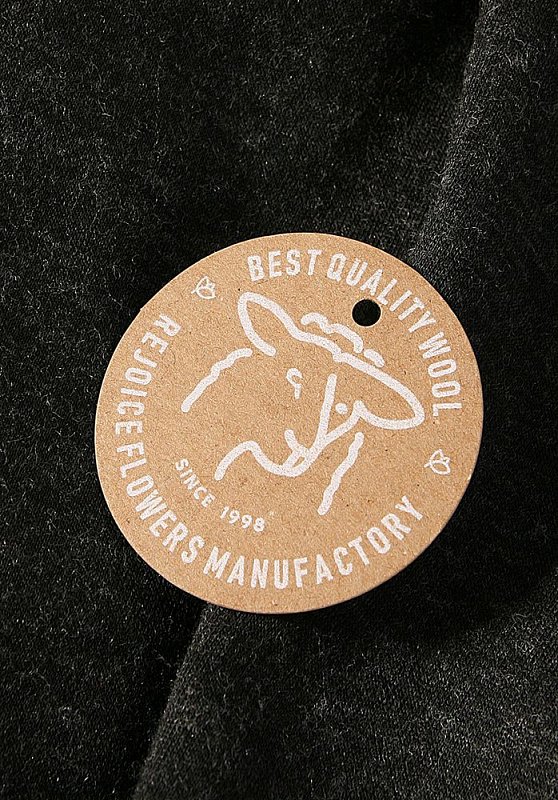 BEST QUALITY WOOL
REJOICE FLOWERS MANUFACTORY
SINCE 1998